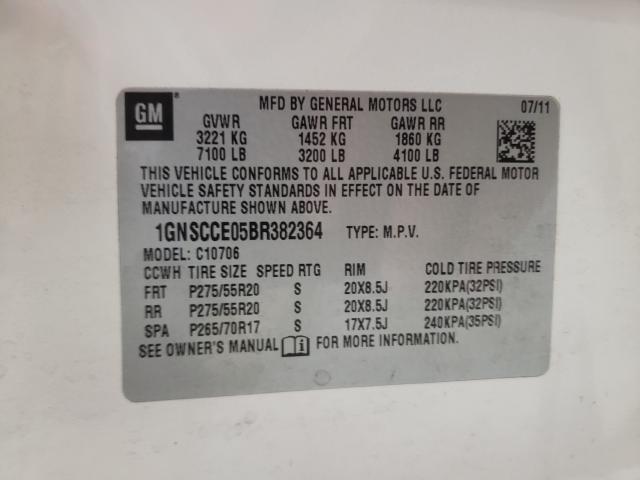 GM
MFD BY GENERAL MOTORS LLC 07/11
GVWR GAWR FRT GAWR RR
3221 KG 1452 KG 1860 KG
7100 LB 3200 LB 4100 LB
THIS VEHICLE CONFORMS TO ALL APPLICABLE U.S. FEDERAL MOTOR
VEHICLE SAFETY STANDARDS IN EFFECT ON THE DATE OF
MANUFACTURE SHOWN ABOVE.
1GNSCCE05BR382364 TYPE: M.P.V.
MODEL: C10706
CCWH TIRE SIZE SPEED RTG RIM COLD TIRE PRESSURE
FRT P275/55R20 S 20X8.5J 220KPA(32PSI)
RR P275/55R20 S 20X8.5J 220KPA(32PSI)
SPA P265/70R17 S 17X7.5J 240KPA(35PSI)
SEE OWNER'S MANUAL FOR MORE INFORMATION.